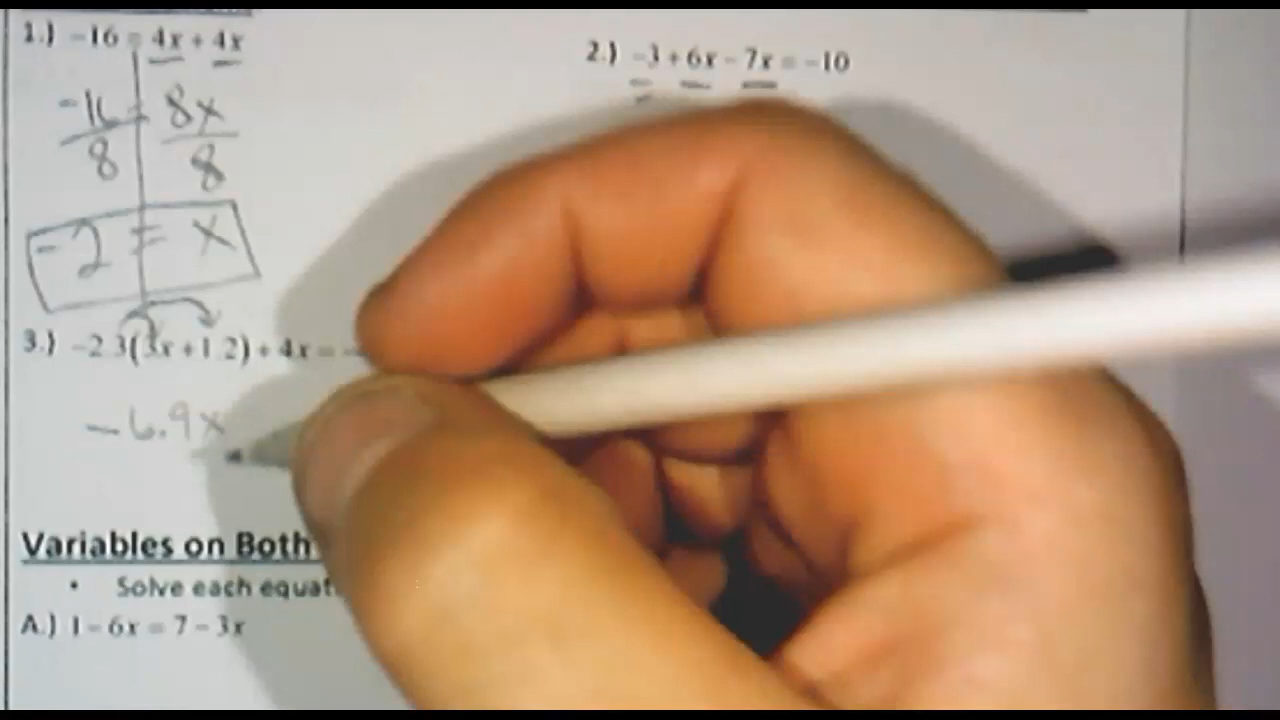 1.) -16 = 4x + 4x
-16 = 8x
8 8
-2 = x
2.) -3 + 6x - 7x = -10
3.) -2.3(3x + 1.2) + 4x = -
-6.9x
Variables on Both
• Solve each equat
A.) 1 - 6x = 7 - 3x